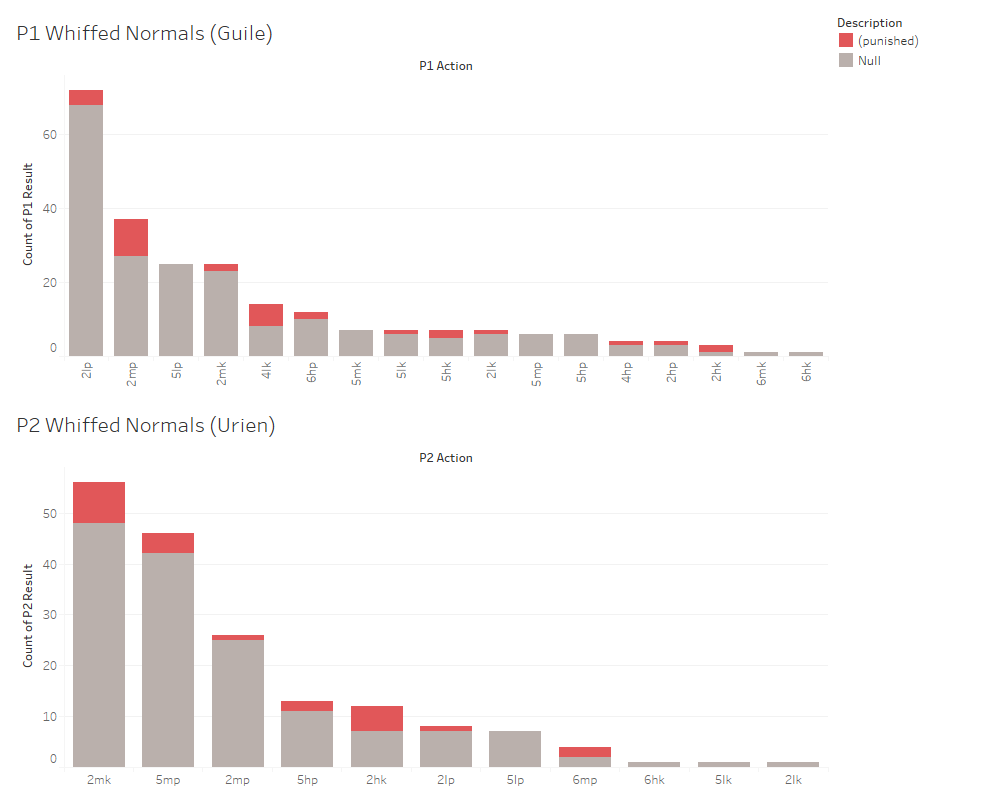 P1 Whiffed Normals (Guile)
Description
(punished)
Null
P1 Action
Count of P1 Result
60
40
20
0
2lp 2mp 5lp 2mk 4lk 6hp 5mk 5lk 5hk 2lk 5mp 5hp 4hp 2hp 2hk 6mk 6hk
P2 Whiffed Normals (Urien)
P2 Action
Count of P2 Result
50
40
30
20
10
0
2mk 5mp 2mp 5hp 2hk 2lp 5lp 6mp 6hk 5lk 2lk